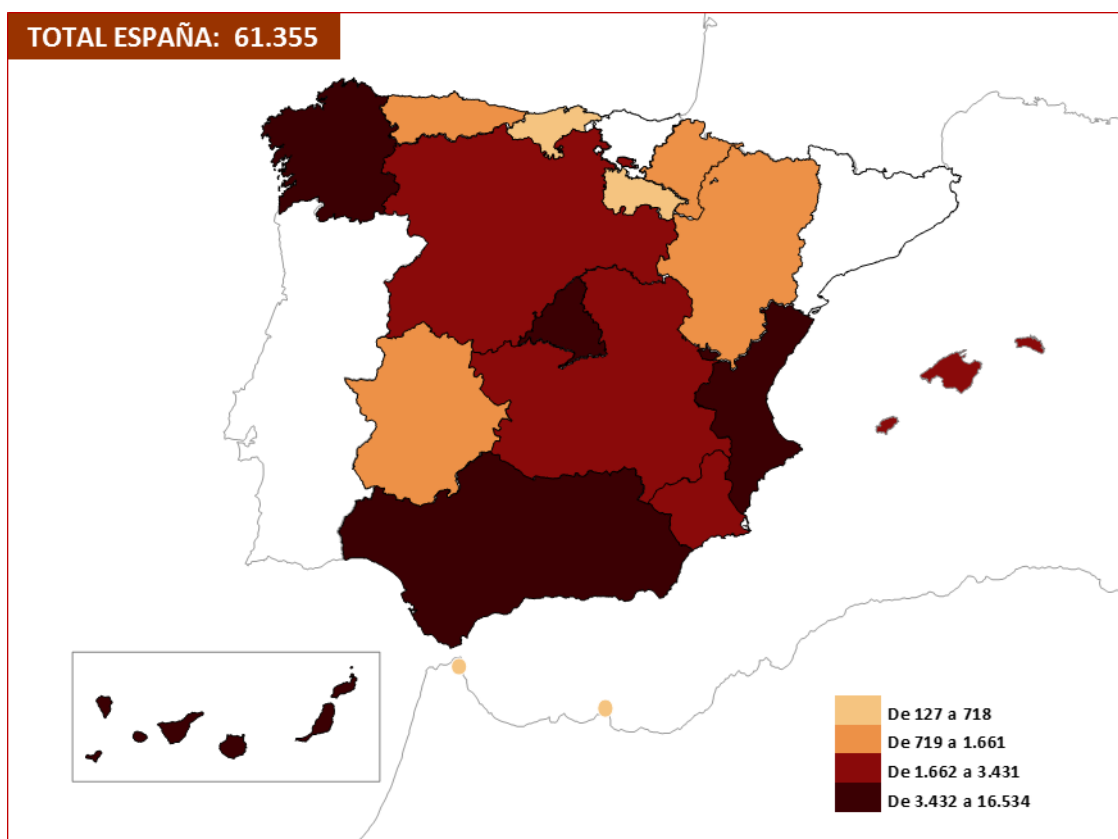 TOTAL ESPAÑA: 61.355
De 127 a 718
De 719 a 1.661
De 1.662 a 3.431
De 3.432 a 16.534